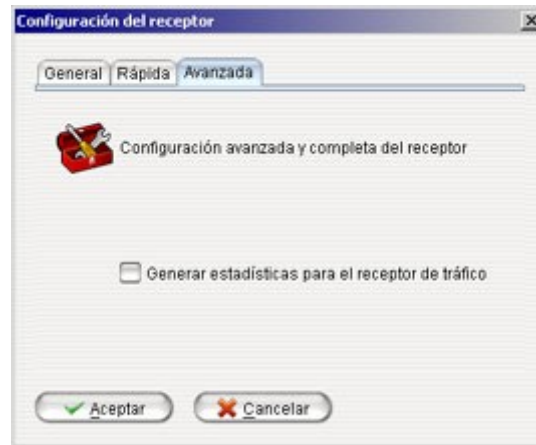 Configuración del receptor
General Rápida Avanzada
Configuración avanzada y completa del receptor
Generar estadísticas para el receptor de tráfico
Aceptar Cancelar